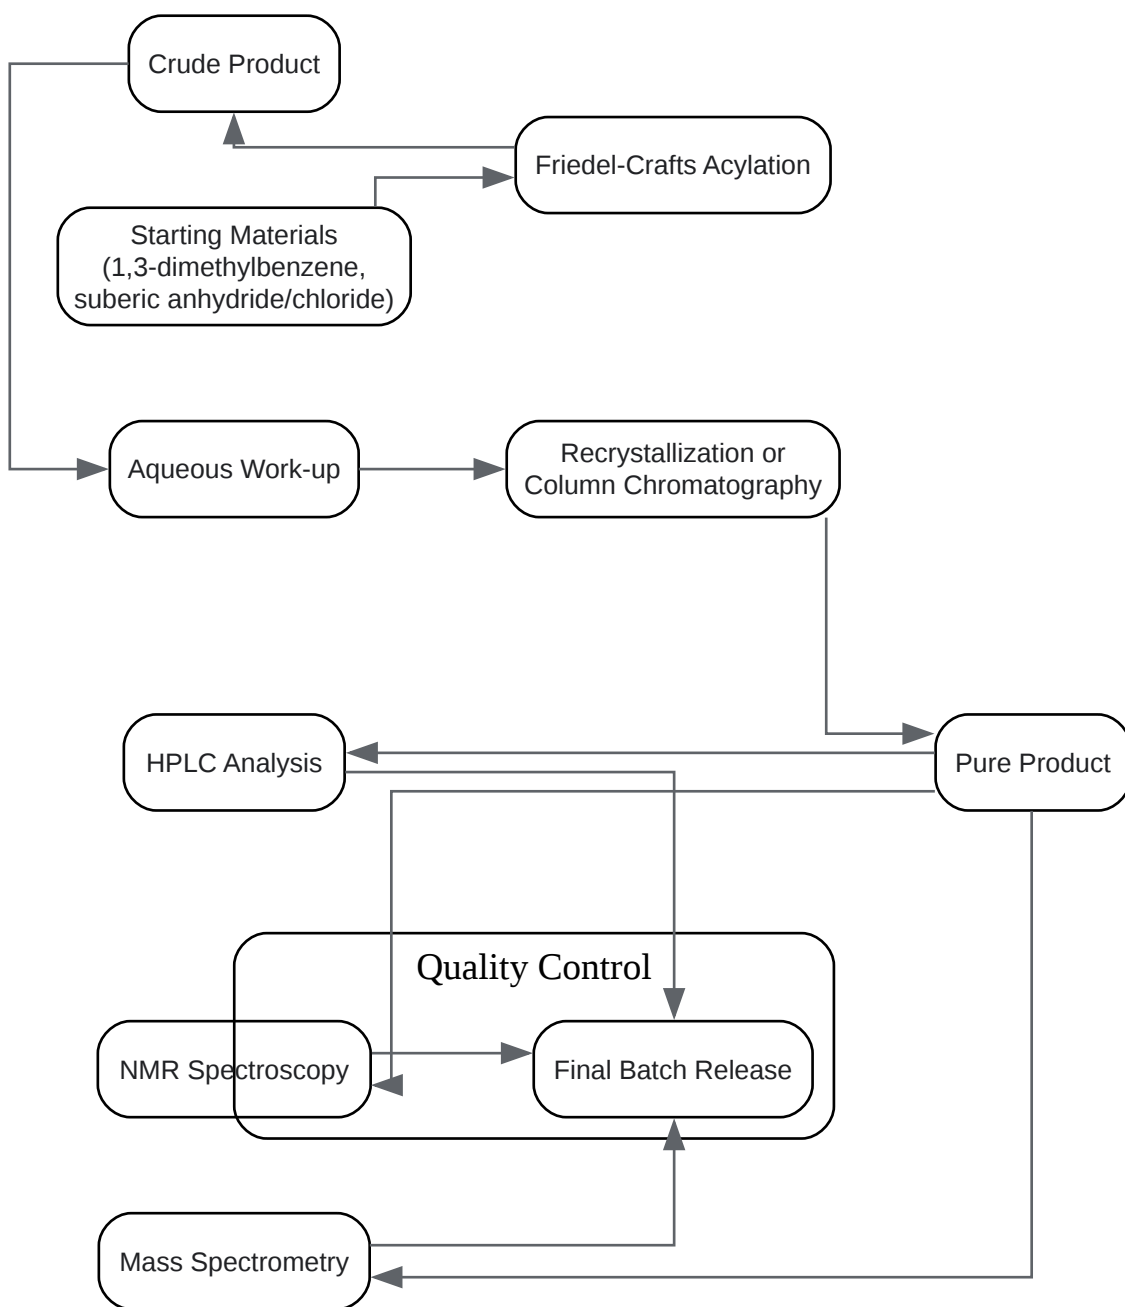 Crude Product
Friedel-Crafts Acylation
Starting Materials
(1,3-dimethylbenzene,
suberic anhydride/chloride)
Aqueous Work-up
Recrystallization or
Column Chromatography
HPLC Analysis
Pure Product
Quality Control
NMR Spectroscopy
Final Batch Release
Mass Spectrometry